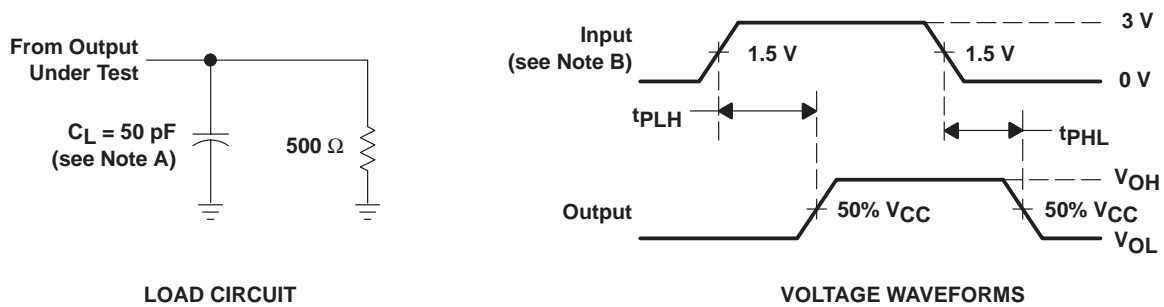 From Output
Under Test
C_L = 50 pF
(see Note A)
500 Ω
LOAD CIRCUIT
Input
(see Note B)
1.5 V
1.5 V
3 V
0 V
t_PLH
t_PHL
Output
50% V_CC
50% V_CC
V_OH
V_OL
VOLTAGE WAVEFORMS